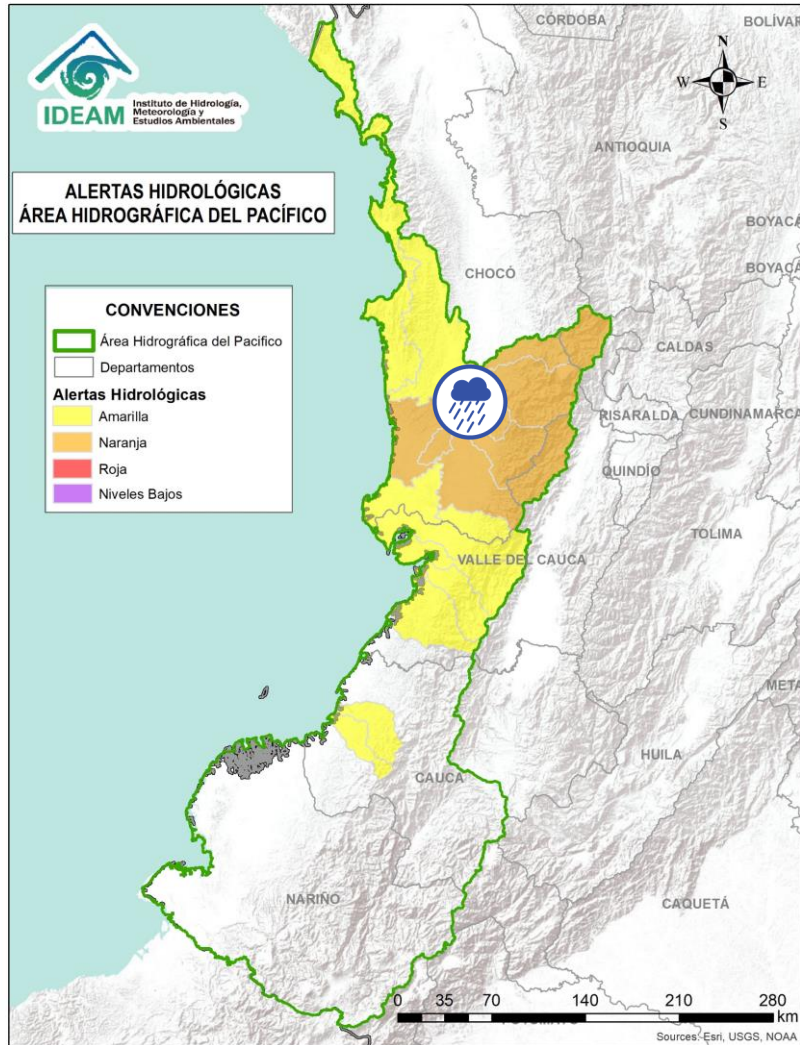 CÓRDOBA
BOLÍVAR
N
W E
S
IDEAM Instituto de Hidrología,
Meteorología y
Estudios Ambientales
ANTIOQUIA
ALERTAS HIDROLÓGICAS
ÁREA HIDROGRÁFICA DEL PACÍFICO
BOYACÁ
BOYACÁ
CHOCÓ
CONVENCIONES
Área Hidrográfica del Pacifico
Departamentos
Alertas Hidrológicas
Amarilla
Naranja
Roja
Niveles Bajos
CALDAS
RISARALDA
CUNDINAMARCA
QUINDÍO
TOLIMA
VALLE DEL CAUCA
META
HUILA
CAUCA
NARIÑO
CAQUETÁ
0 35 70 140 210 280
km
Sources: Esri, USGS, NOAA